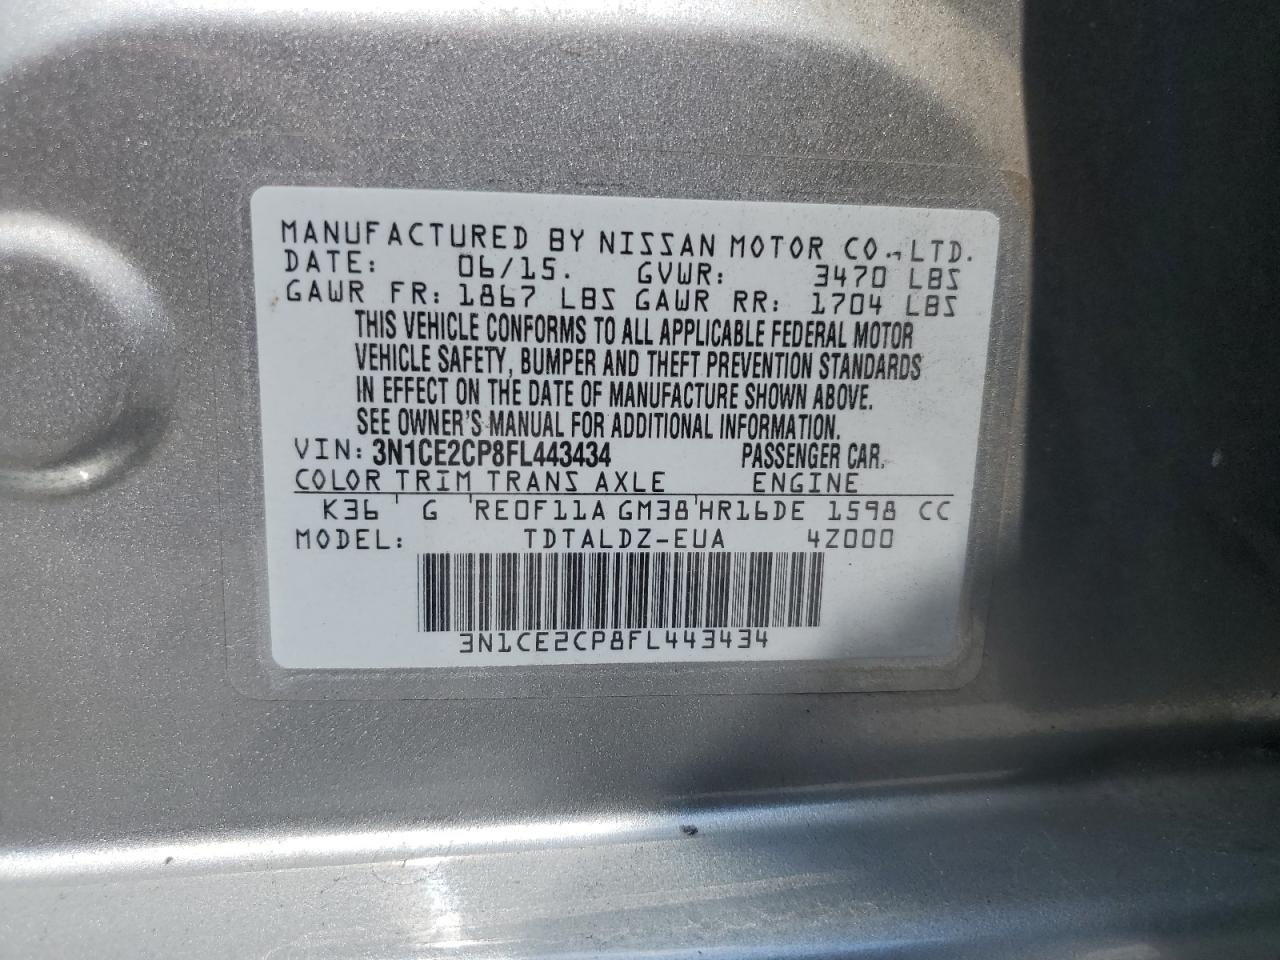 MANUFACTURED BY NISSAN MOTOR CO., LTD.
DATE: 06/15. GVWR: 3470 LBS
GAWR FR: 1867 LBS GAWR RR: 1704 LBS
THIS VEHICLE CONFORMS TO ALL APPLICABLE FEDERAL MOTOR
VEHICLE SAFETY, BUMPER AND THEFT PREVENTION STANDARDS
IN EFFECT ON THE DATE OF MANUFACTURE SHOWN ABOVE.
SEE OWNER'S MANUAL FOR ADDITIONAL INFORMATION.
VIN: 3N1CE2CP8FL443434 PASSENGER CAR.
COLOR TRIM TRANS AXLE ENGINE
K36 G RE0F11A GM38 HR16DE 1598 CC
MODEL: TDTALDZ-EUA 4Z000
3N1CE2CP8FL443434